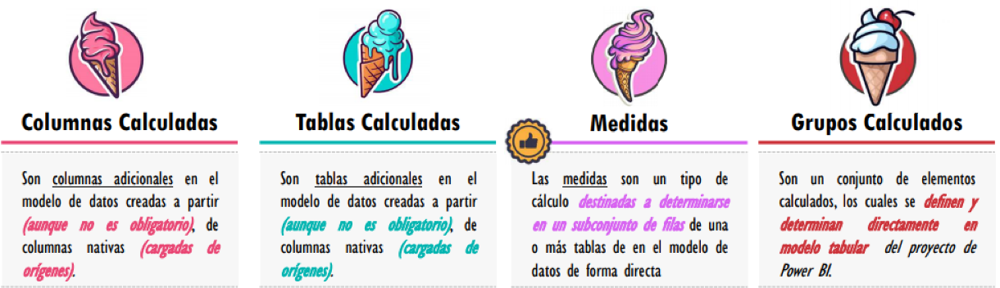 Columnas Calculadas
Son columnas adicionales en el
modelo de datos creadas a partir
(aunque no es obligatorio), de
columnas nativas (cargadas de
orígenes).
Tablas Calculadas
Son tablas adicionales en el
modelo de datos creadas a partir
(aunque no es obligatorio), de
columnas nativas (cargadas de
orígenes).
Medidas
Las medidas son un tipo de
cálculo destinadas a determinarse
en un subconjunto de filas de una
o más tablas de en el modelo de
datos de forma directa
Grupos Calculados
Son un conjunto de elementos
calculados, los cuales se definen y
determinan directamente en
modelo tabular del proyecto de
Power BI.